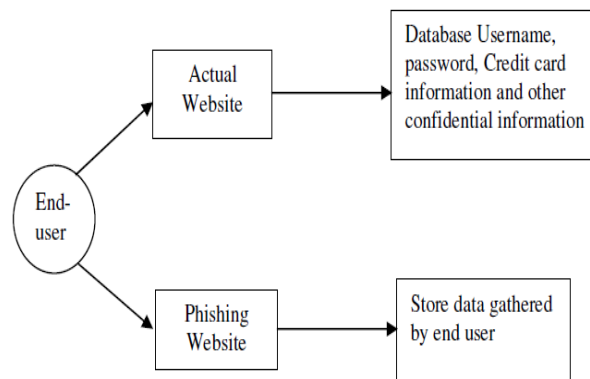 End-
user
Actual
Website
Database Username,
password, Credit card
information and other
confidential information
Phishing
Website
Store data gathered
by end user